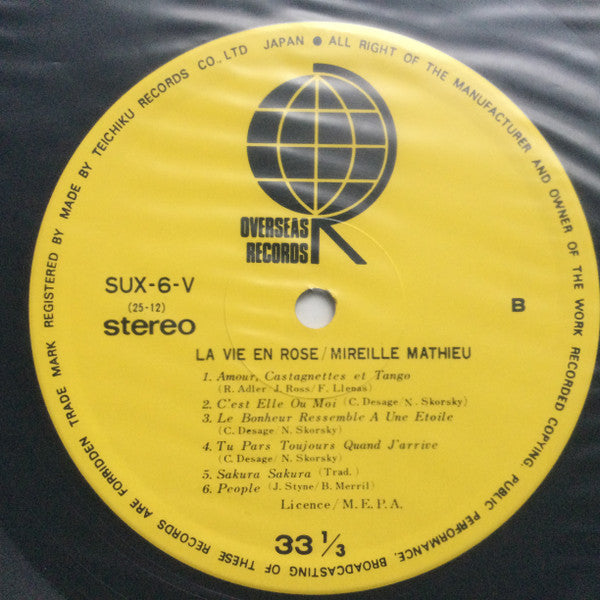 MADE BY TEICHIKU RECORDS CO., LTD JAPAN ● ALL RIGHT OF THE MANUFACTURER AND OWNER OF THE WORK RECORDED COPYING PUBLIC PERFORMANCE. BROADCASTING OF THESE RECORDS ARE FORBIDDEN TRADE MARK REGISTERED BY
OVERSEAS
RECORDS
SUX-6-V
(25-12)
stereo
B
LA VIE EN ROSE/MIREILLE MATHIEU
1. Amour, Castagnettes et Tango
(R. Adler/J. Ross/F. Llenas)
2. C'est Elle Ou Moi (C. Desage/N. Skorsky)
3. Le Bonheur Ressemble A Une Etoile
(C. Desage/N. Skorsky)
4. Tu Pars Toujours Quand J'arrive
(C. Desage/N. Skorsky)
5. Sakura Sakura (Trad.)
6. People (J. Styne/B. Merril)
Licence/M.E.P.A.
33 1/3